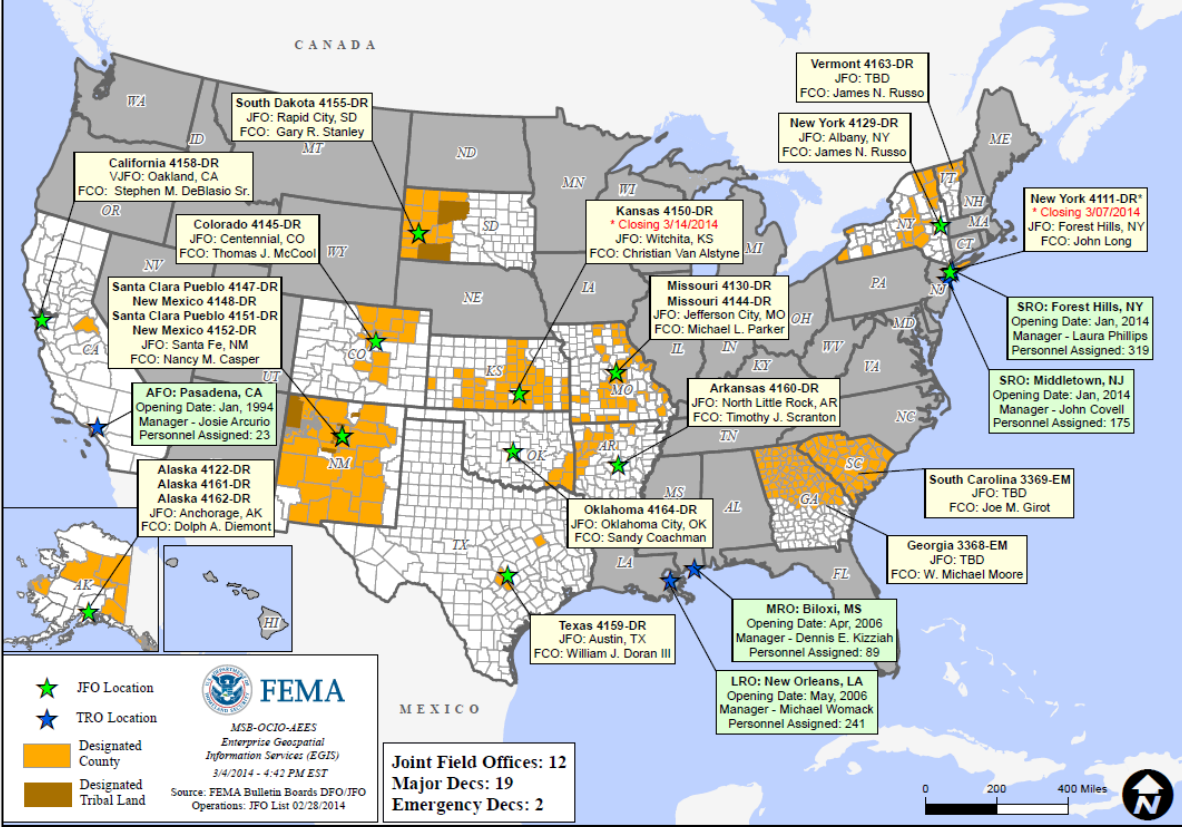 CANADA
Vermont 4163-DR
JFO: TBD
FCO: James N. Russo
South Dakota 4155-DR
JFO: Rapid City, SD
FCO: Gary R. Stanley
New York 4129-DR
JFO: Albany, NY
FCO: James N. Russo
California 4158-DR
VJFO: Oakland, CA
FCO: Stephen M. DeBlasio Sr.
New York 4111-DR*
* Closing 3/07/2014
JFO: Forest Hills, NY
FCO: John Long
Colorado 4145-DR
JFO: Centennial, CO
FCO: Thomas J. McCool
Kansas 4150-DR
* Closing 3/14/2014
JFO: Witchita, KS
FCO: Christian Van Alstyne
Santa Clara Pueblo 4147-DR
New Mexico 4148-DR
Santa Clara Pueblo 4151-DR
New Mexico 4152-DR
JFO: Santa Fe, NM
FCO: Nancy M. Casper
Missouri 4130-DR
Missouri 4144-DR
JFO: Jefferson City, MO
FCO: Michael L. Parker
SRO: Forest Hills, NY
Opening Date: Jan, 2014
Manager - Laura Phillips
Personnel Assigned: 319
SRO: Middletown, NJ
Opening Date: Jan, 2014
Manager - John Covell
Personnel Assigned: 175
AFO: Pasadena, CA
Opening Date: Jan, 1994
Manager - Josie Arcurio
Personnel Assigned: 23
Arkansas 4160-DR
JFO: North Little Rock, AR
FCO: Timothy J. Scranton
Alaska 4122-DR
Alaska 4161-DR
Alaska 4162-DR
JFO: Anchorage, AK
FCO: Dolph A. Diemont
South Carolina 3369-EM
JFO: TBD
FCO: Joe M. Girot
Oklahoma 4164-DR
JFO: Oklahoma City, OK
FCO: Sandy Coachman
Georgia 3368-EM
JFO: TBD
FCO: W. Michael Moore
Texas 4159-DR
JFO: Austin, TX
FCO: William J. Doran III
MRO: Biloxi, MS
Opening Date: Apr, 2006
Manager - Dennis E. Kizziah
Personnel Assigned: 89
LRO: New Orleans, LA
Opening Date: May, 2006
Manager - Michael Womack
Personnel Assigned: 241
WA
ID
MT
ND
MN
WI
MI
ME
VT
NH
MA
CT
NY
OR
WY
SD
NV
NE
IA
PA
NJ
OH
MD
CA
UT
CO
KS
MO
IL
IN
WV
VA
KY
NC
TN
NM
OK
AR
SC
GA
MS
AL
TX
LA
FL
AK
HI
MEXICO
JFO Location
TRO Location
Designated
County
Designated
Tribal Land
FEMA
MSB-OCIO-AEES
Enterprise Geospatial
Information Services (EGIS)
3/4/2014 - 4:42 PM EST
Source: FEMA Bulletin Boards DFO/JFO
Operations: JFO List 02/28/2014
Joint Field Offices: 12
Major Decs: 19
Emergency Decs: 2
0 200 400 Miles
N